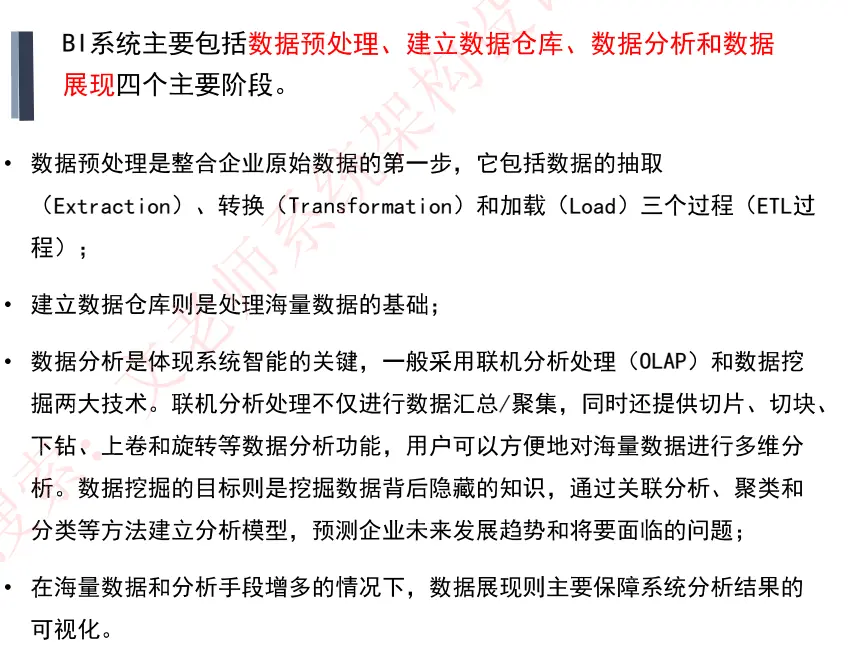 BI系统主要包括数据预处理、建立数据仓库、数据分析和数据
展现四个主要阶段。
• 数据预处理是整合企业原始数据的第一步，它包括数据的抽取
（Extraction）、转换（Transformation）和加载（Load）三个过程（ETL过
程）；
• 建立数据仓库则是处理海量数据的基础；
• 数据分析是体现系统智能的关键，一般采用联机分析处理（OLAP）和数据挖
掘两大技术。联机分析处理不仅进行数据汇总/聚集，同时还提供切片、切块、
下钻、上卷和旋转等数据分析功能，用户可以方便地对海量数据进行多维分
析。数据挖掘的目标则是挖掘数据背后隐藏的知识，通过关联分析、聚类和
分类等方法建立分析模型，预测企业未来发展趋势和将要面临的问题；
• 在海量数据和分析手段增多的情况下，数据展现则主要保障系统分析结果的
可视化。
搜索：文老师系统架构设